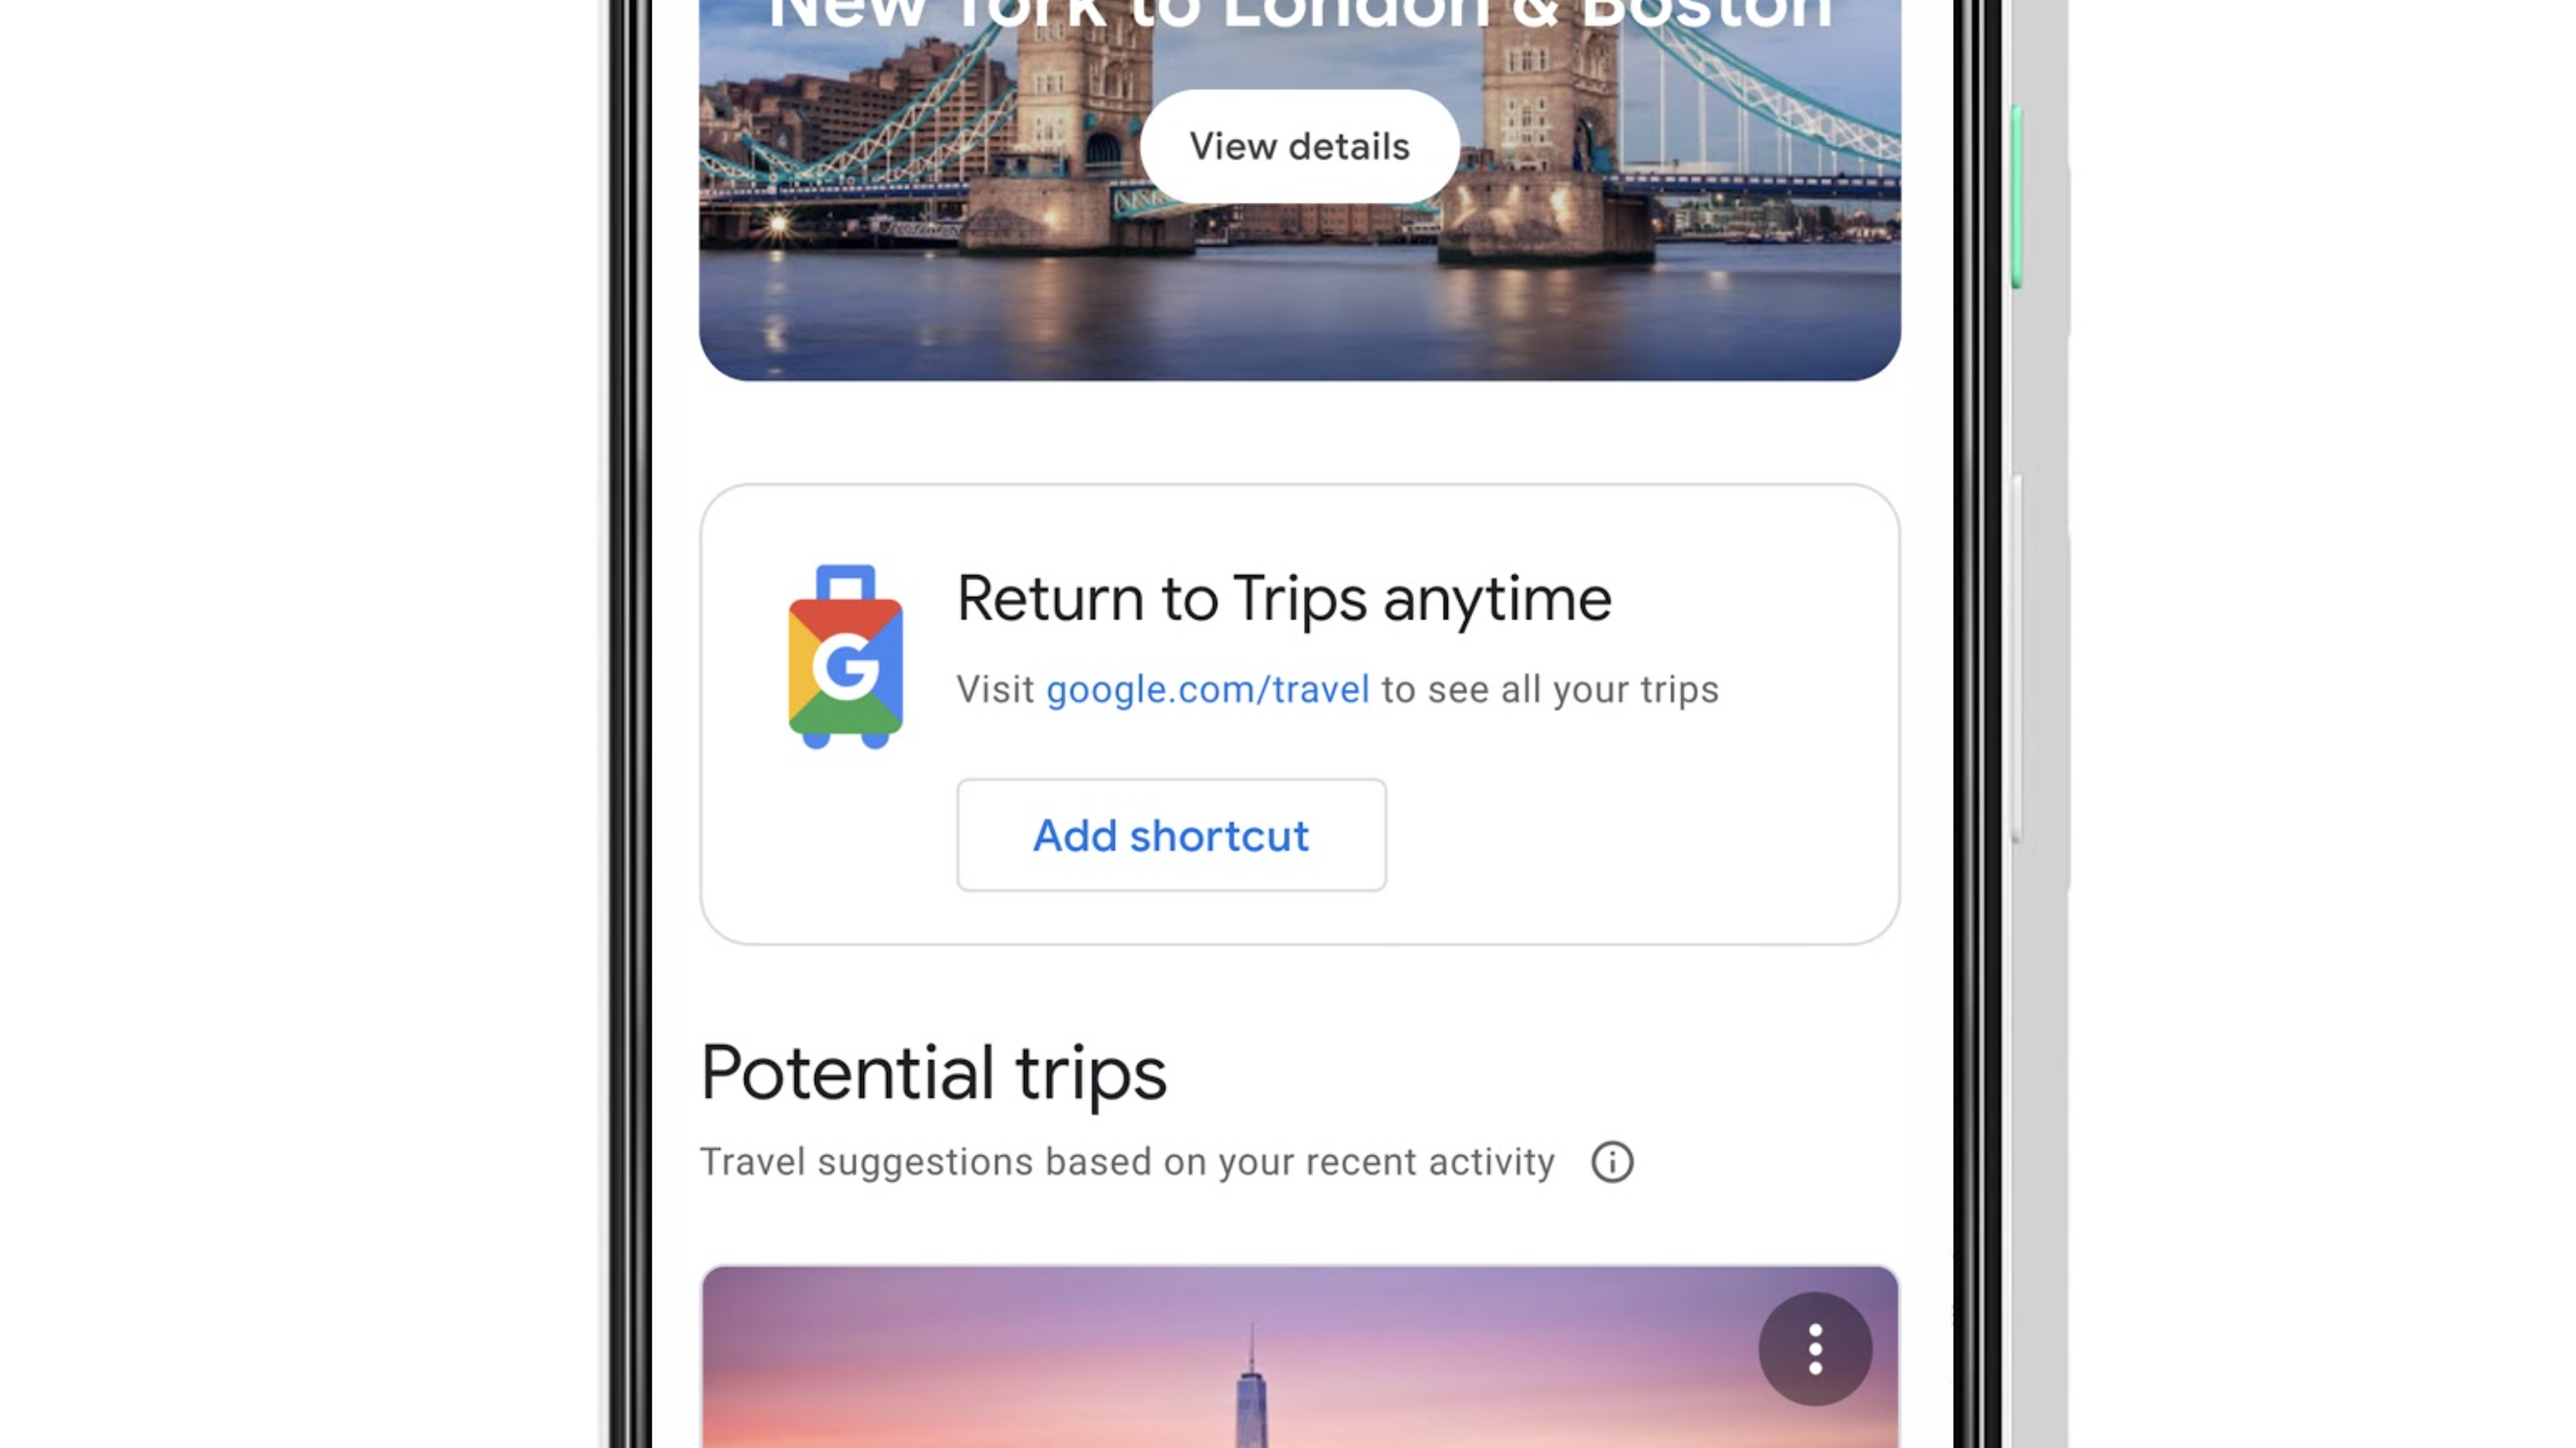 New York to London & Boston
View details
Return to Trips anytime
G
Visit google.com/travel to see all your trips
Add shortcut
Potential trips
Travel suggestions based on your recent activity